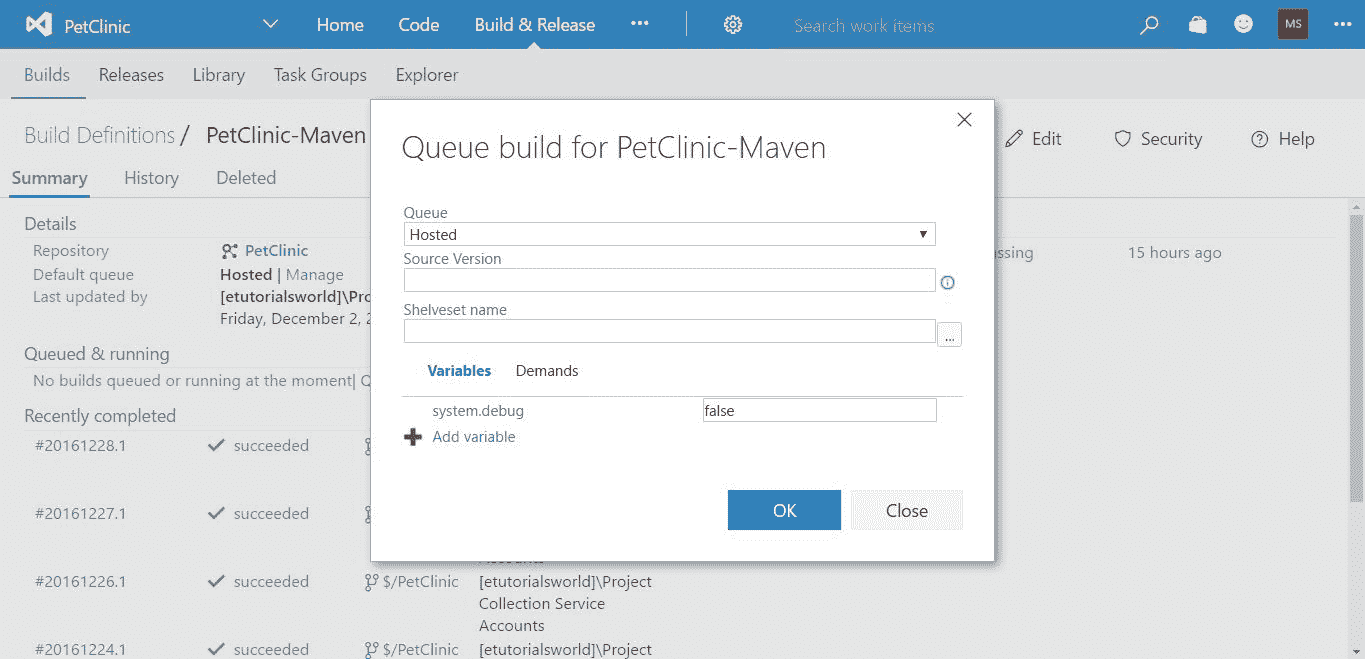 PetClinic Home Code Build & Release ... Search work items MS ...
Builds Releases Library Task Groups Explorer
Build Definitions / PetClinic-Maven Edit Security Help
Summary History Deleted
Queue build for PetClinic-Maven
Queue
Hosted
Source Version
Shelveset name
...
Variables Demands
system.debug false
Add variable
OK Close
Details
Repository PetClinic
Default queue Hosted | Manage
Last updated by [etutorialsworld]\Pro
Friday, December 2, 2
ssing 15 hours ago
Queued & running
No builds queued or running at the moment| Q
Recently completed
#20161228.1 succeeded
#20161227.1 succeeded
Accounts
#20161226.1 succeeded $/PetClinic [etutorialsworld]\Project
Collection Service
Accounts
#20161224.1 succeeded $/PetClinic [etutorialsworld]\Project